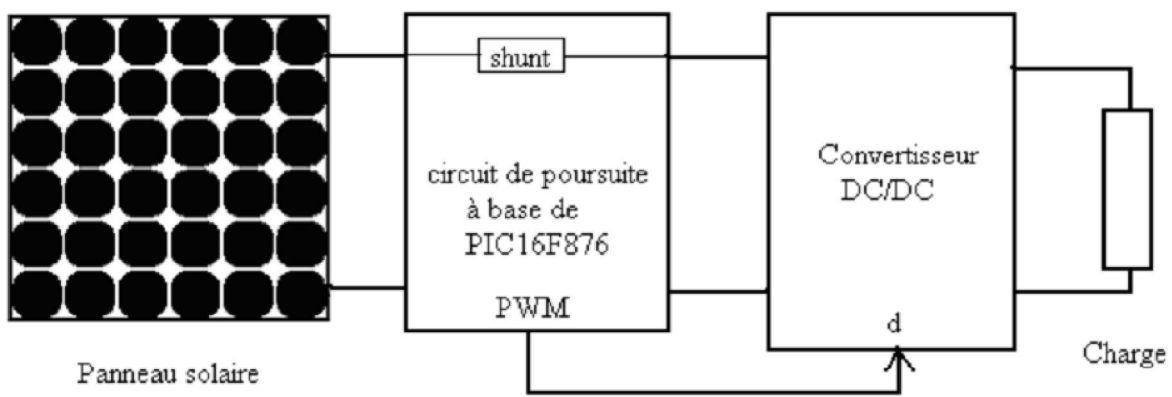 shunt
circuit de poursuite
à base de
PIC16F876
PWM
Convertisseur
DC/DC
d
Panneau solaire
Charge